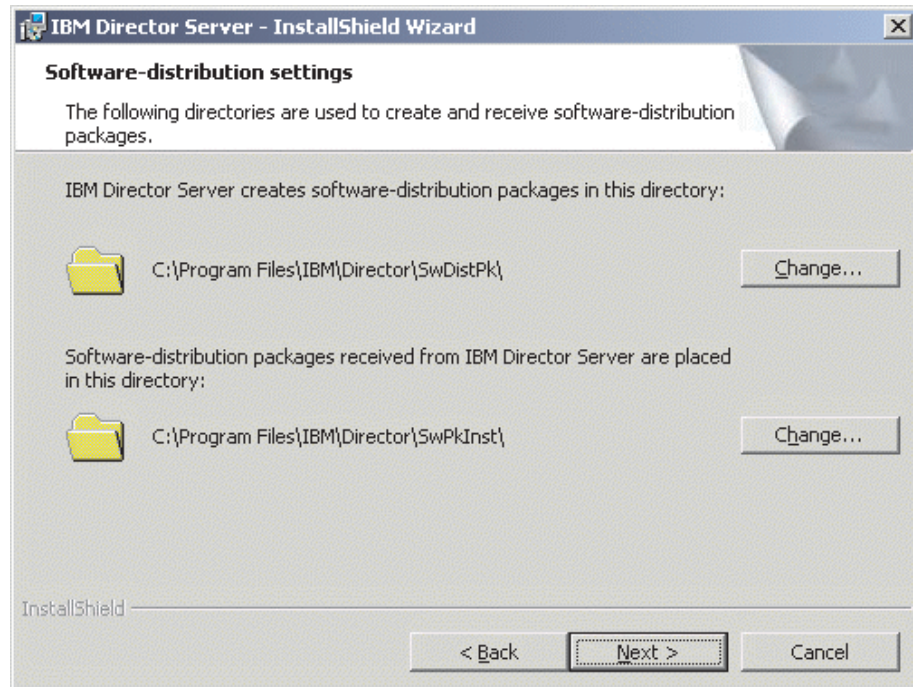 IBM Director Server - InstallShield Wizard
Software-distribution settings
The following directories are used to create and receive software-distribution
packages.
IBM Director Server creates software-distribution packages in this directory:
C:\Program Files\IBM\Director\SwDistPk\
Change...
Software-distribution packages received from IBM Director Server are placed
in this directory:
C:\Program Files\IBM\Director\SwPkInst\
Change...
InstallShield
< Back
Next >
Cancel